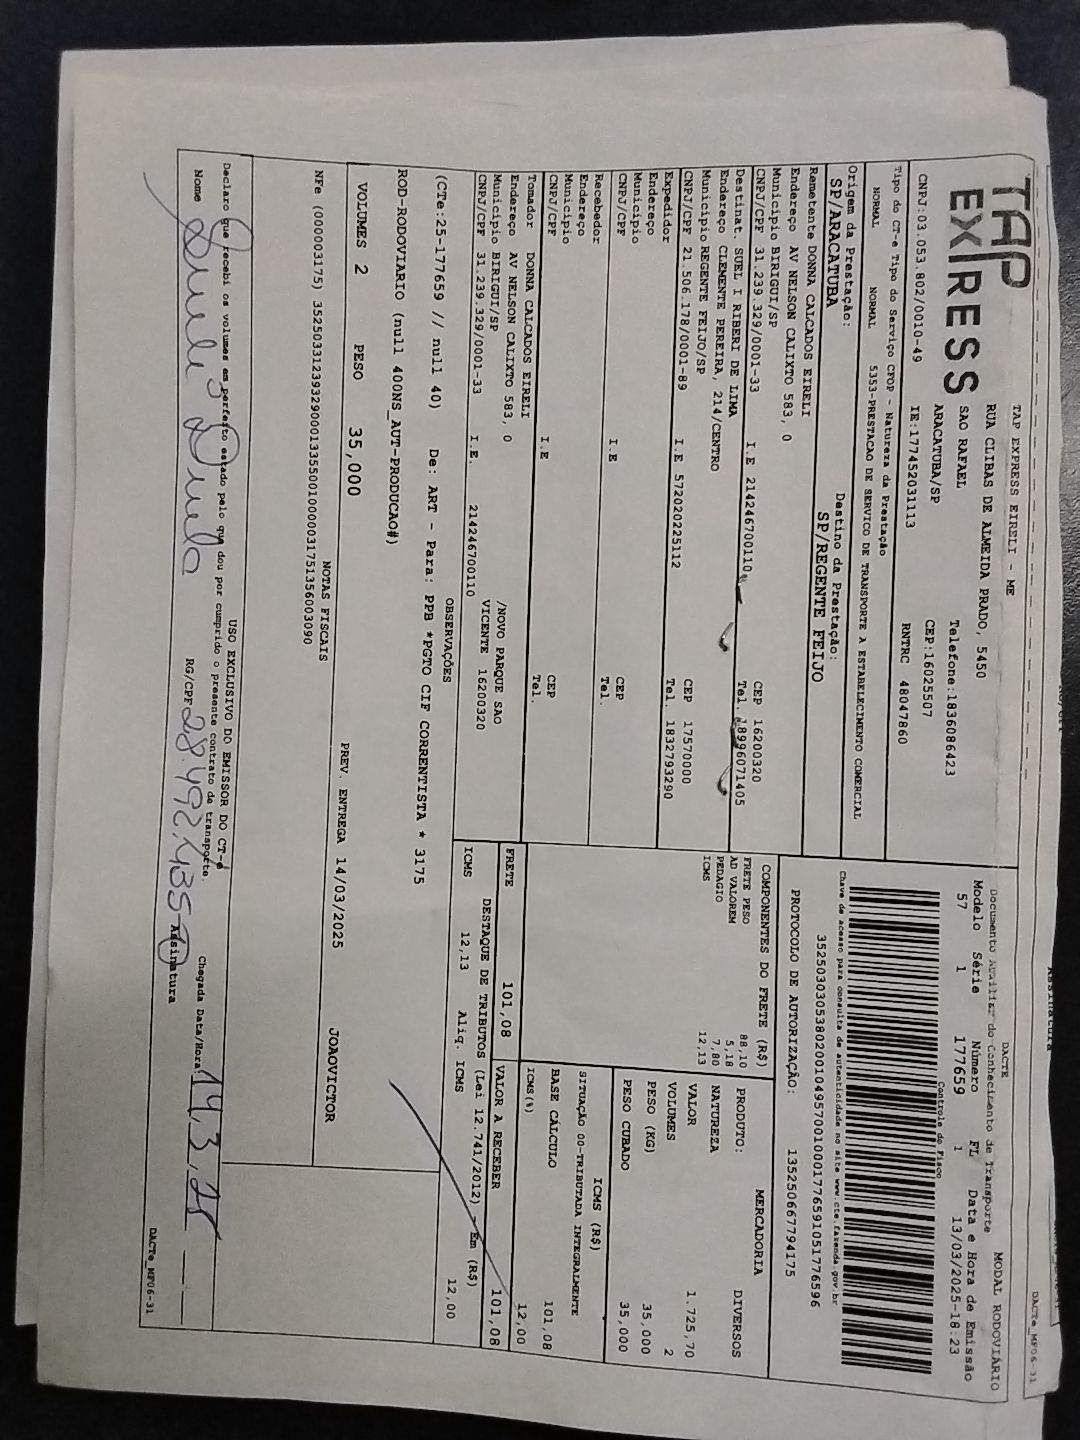 TAP EXPRESS
TAP EXPRESS EIRELI - ME
RUA CLIBAS DE ALMEIDA PRADO, 5450
SAO RAFAEL Telefone:1836086423
ARACATUBA/SP CEP:16025507
CNPJ:03.053.802/0010-49 IE:177452031113 RNTRC 48047860
Tipo do CT-e Tipo do Serviço CFOP - Natureza da Prestação
NORMAL NORMAL 5353-PRESTACAO DE SERVICO DE TRANSPORTE A ESTABELECIMENTO COMERCIAL
Origem da Prestação: Destino da Prestação:
SP/ARACATUBA SP/REGENTE FEIJO
Remetente DONNA CALCADOS EIRELI
Endereço AV NELSON CALIXTO 583, 0
Município BIRIGUI/SP CEP 16200320
CNPJ/CPF 31.239.329/0001-33 I.E 214246700110 Tel. 18996071405
Destinat. SUEL I RIBERI DE LIMA
Endereço CLEMENTE PEREIRA, 214/CENTRO
Município REGENTE FEIJO/SP CEP 17570000
CNPJ/CPF 21.506.178/0001-89 I.E 572020225112 Tel. 1832793290
Expedidor
Endereço
Município CEP
CNPJ/CPF I.E Tel.
Recebedor
Endereço
Município CEP
CNPJ/CPF I.E Tel.
Tomador DONNA CALCADOS EIRELI
Endereço AV NELSON CALIXTO 583, 0 /NOVO PARQUE SAO
Município BIRIGUI/SP VICENTE 16200320
CNPJ/CPF 31.239.329/0001-33 I.E. 214246700110
DACTE MODAL RODOVIÁRIO
Documento Auxiliar do Conhecimento de Transporte
Modelo Série Número FL Data e Hora de Emissão
57 1 177659 1 13/03/2025-18:23
Controle do Fisco
Chave de acesso para consulta de autenticidade no site www.cte.fazenda.gov.br
35250303053802001049570010001776591051776596
PROTOCOLO DE AUTORIZAÇÃO: 135250667794175
COMPONENTES DO FRETE (R$)
FRETE PESO 88,10
AD VALOREM 5,18
PEDAGIO 7,80
ICMS 12,13
MERCADORIA
PRODUTO: DIVERSOS
NATUREZA
VALOR 1.725,70
VOLUMES 2
PESO (KG) 35,000
PESO CUBADO 35,000
ICMS (R$)
SITUAÇÃO 00-TRIBUTADA INTEGRALMENTE
BASE CÁLCULO 101,08
ICMS(%) 12,00
FRETE 101,08 VALOR A RECEBER 101,08
DESTAQUE DE TRIBUTOS (Lei 12.741/2012) - Em (R$)
ICMS 12,13 Aliq. ICMS 12,00
OBSERVAÇÕES
(CTe:25-177659 // null 40) De: ART - Para: PPB *PGTO CIF CORRENTISTA * 3175
ROD-RODOVIARIO (null 400NS_AUT-PRODUCAO#)
VOLUMES 2 PESO 35,000 PREV. ENTREGA 14/03/2025 JOAOVICTOR
NOTAS FISCAIS
NFe (000003175) 35250331239329000133550010000031751356003090
USO EXCLUSIVO DO EMISSOR DO CT-e
Declaro que recebi os volumes em perfeito estado pelo que dou por cumprido o presente contrato de transporte.
Chegada Data/Hora: 14,3,25
Nome RG/CPF Assinatura
DACTe_MF06-31
DACTe_MF06-31
Assinatura